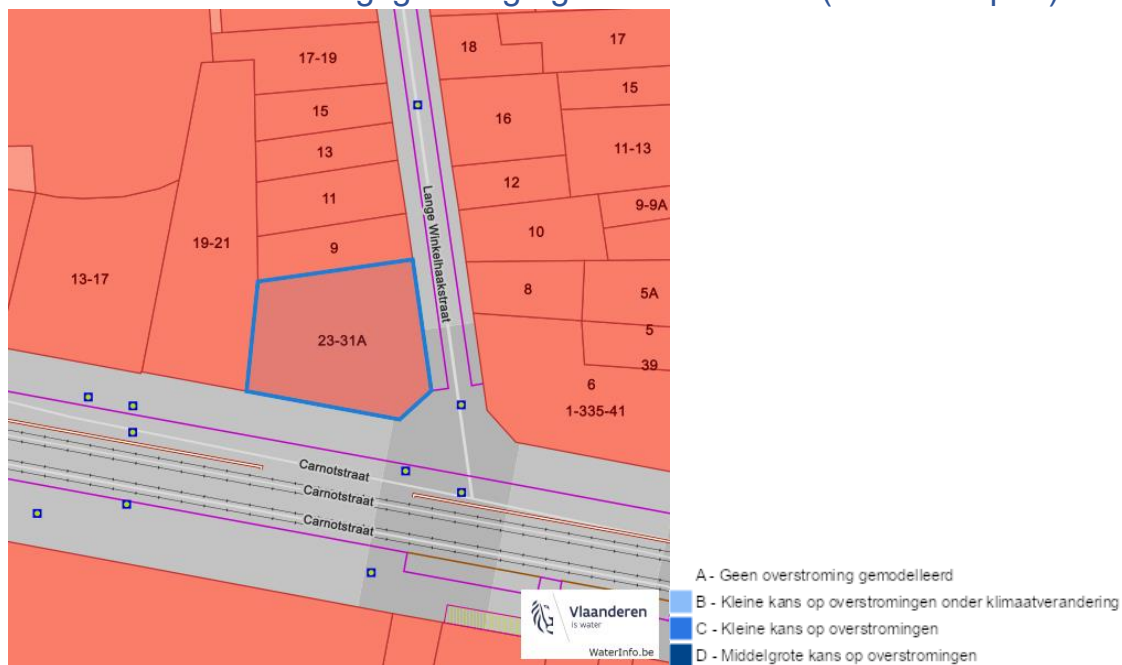 17-19
18
17
15
15
16
13
11-13
12
11
9-9A
Lange Winkelhaakstraat
10
9
19-21
13-17
8
5A
23-31A
5
39
6
1-335-41
Carnotstraat
Carnotstraat
Carnotstraat
Vlaanderen
is water
WaterInfo.be
A - Geen overstroming gemodelleerd
B - Kleine kans op overstromingen onder klimaatverandering
C - Kleine kans op overstromingen
D - Middelgrote kans op overstromingen